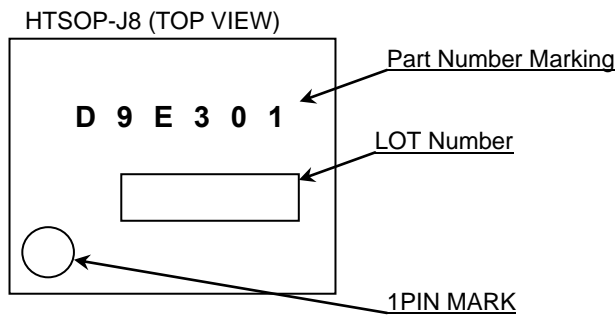 HTSOP-J8 (TOP VIEW)
Part Number Marking
D 9 E 3 0 1
LOT Number
1PIN MARK